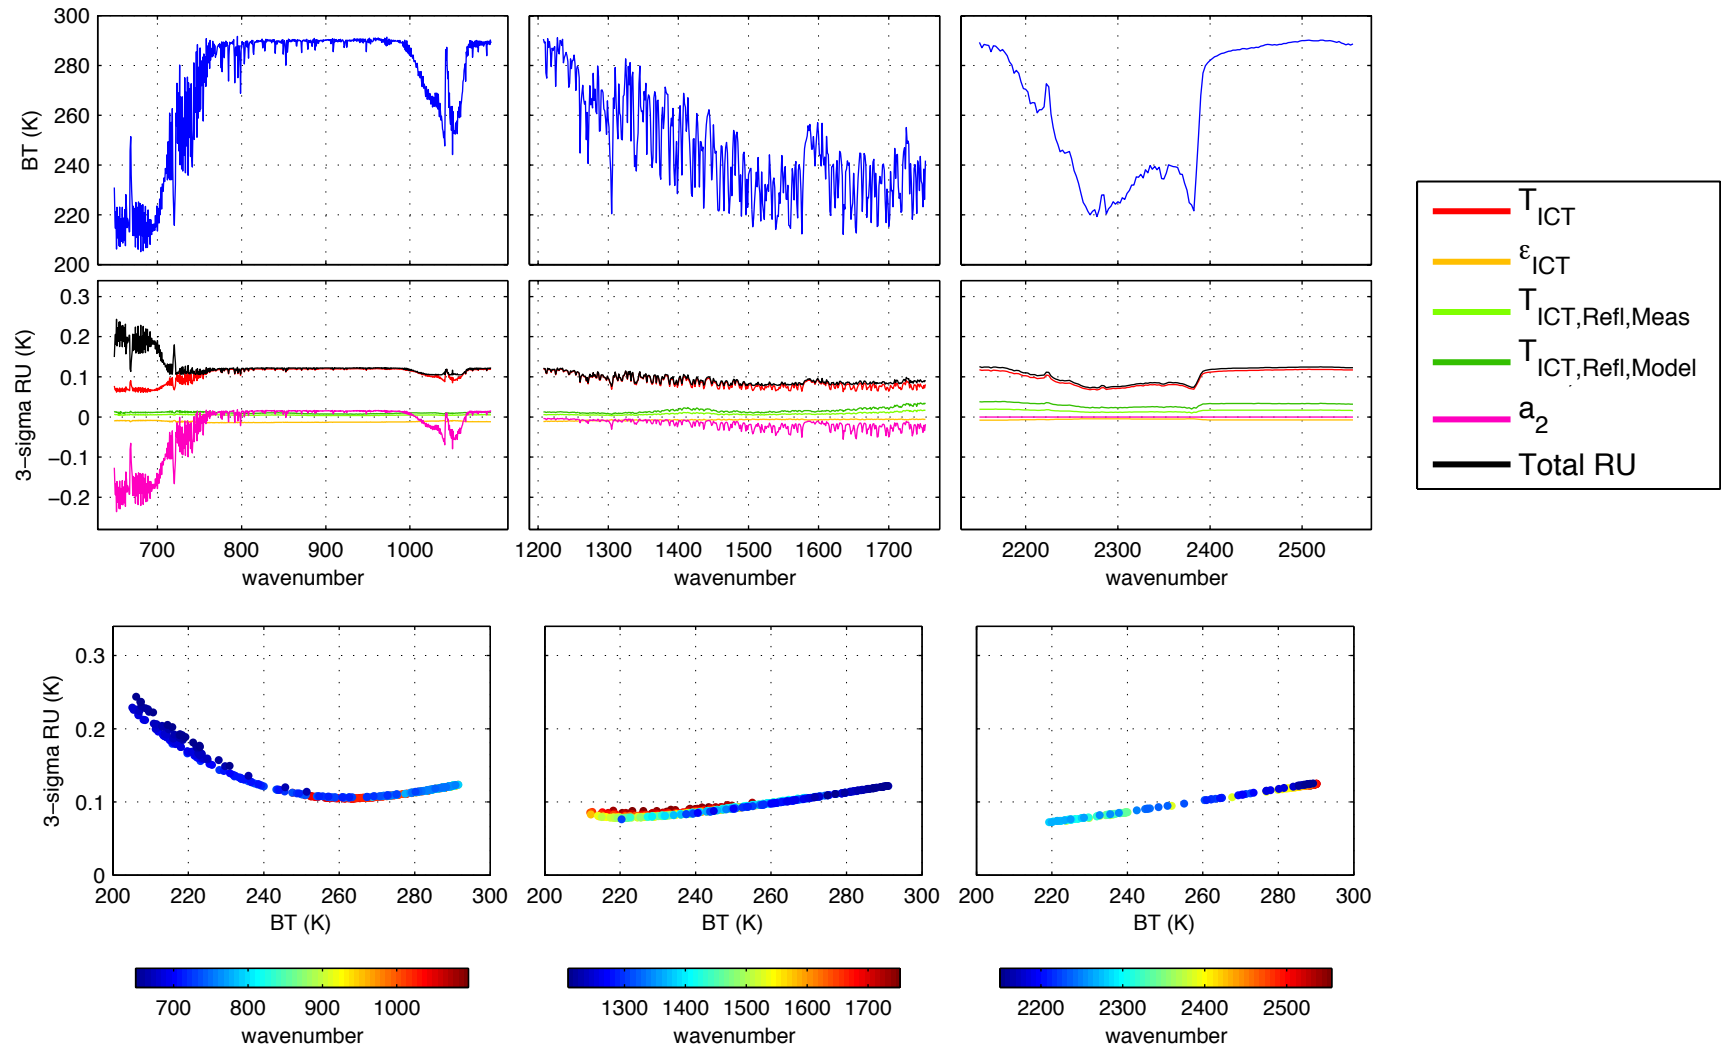 300
280
260
240
220
200
BT (K)
0.3
0.2
0.1
0
−0.1
−0.2
3−sigma RU (K)
700 800 900 1000
wavenumber
1200 1300 1400 1500 1600 1700
wavenumber
2200 2300 2400 2500
wavenumber
T_ICT
ε_ICT
T_ICT,Refl,Meas
T_ICT,Refl,Model
a_2
Total RU
0.3
0.2
0.1
0
3−sigma RU (K)
200 220 240 260 280 300
BT (K)
200 220 240 260 280 300
BT (K)
200 220 240 260 280 300
BT (K)
700 800 900 1000
wavenumber
1300 1400 1500 1600 1700
wavenumber
2200 2300 2400 2500
wavenumber